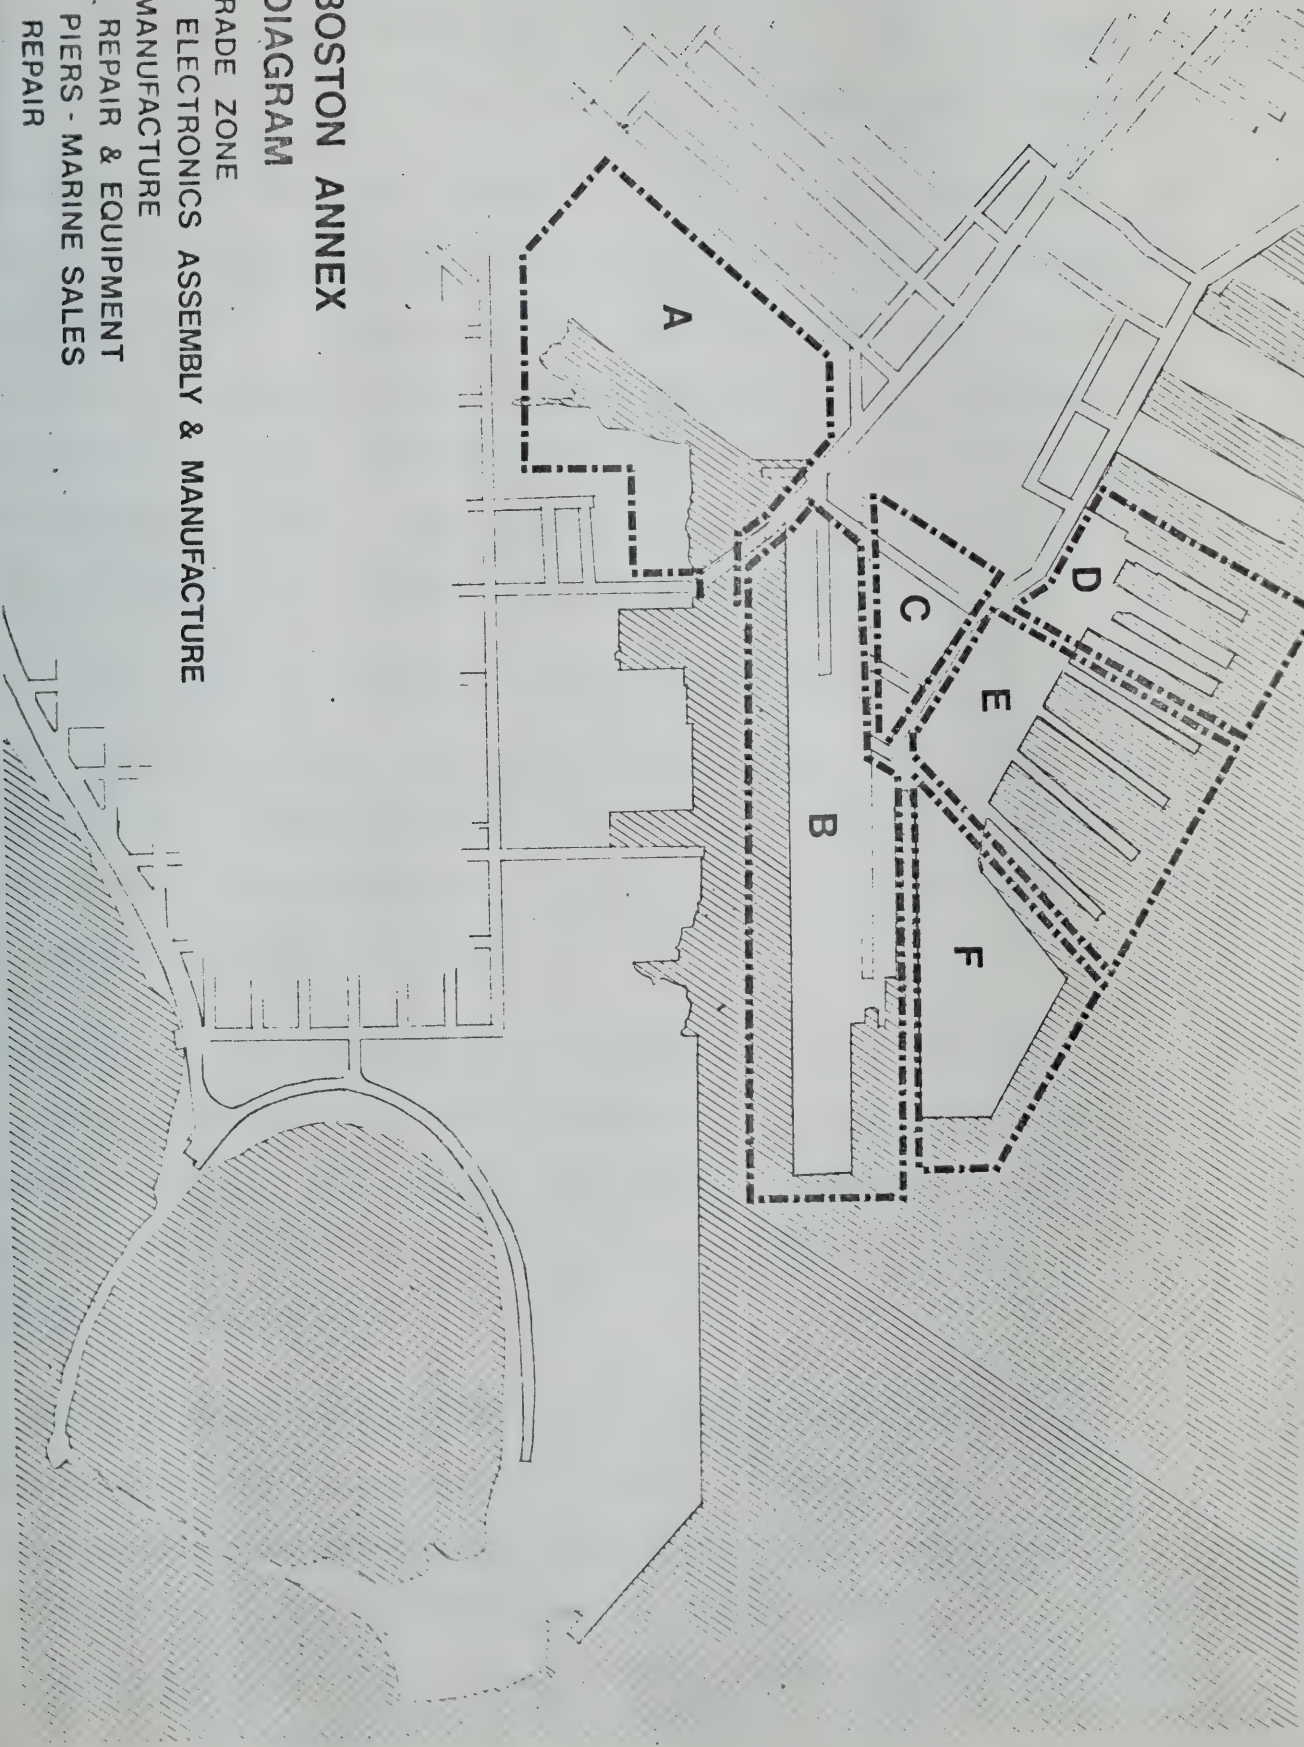 BOSTON ANNEX
DIAGRAM
RADE ZONE
ELECTRONICS ASSEMBLY & MANUFACTURE
MANUFACTURE
REPAIR & EQUIPMENT
PIERS - MARINE SALES
REPAIR
A
B
C
D
E
F